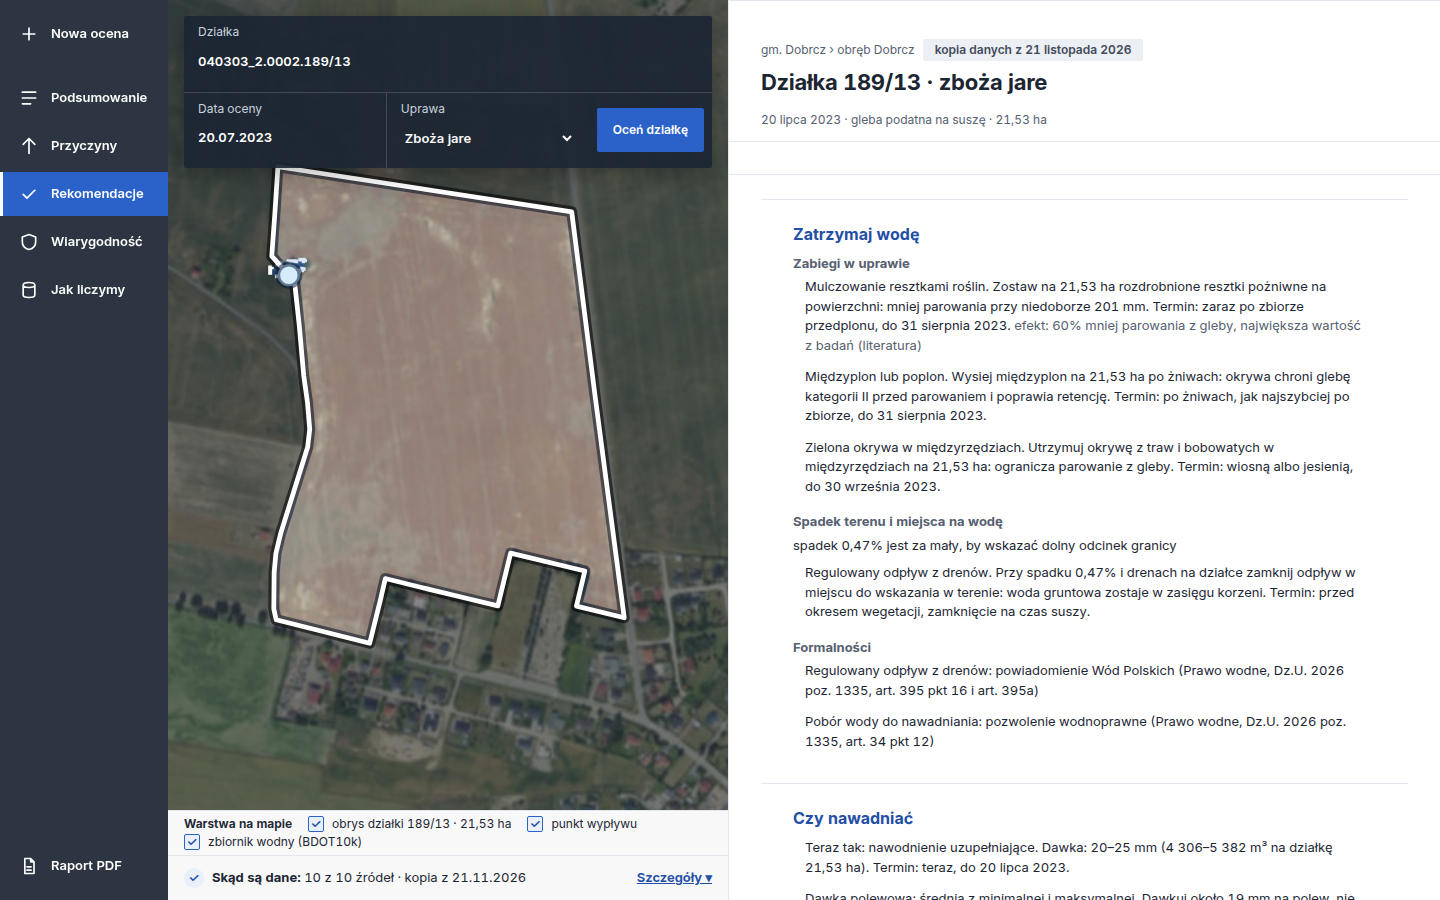 Nowa ocena
Podsumowanie
Przyczyny
Rekomendacje
Wiarygodność
Jak liczymy
Raport PDF
Działka
040303_2.0002.189/13
Data oceny
20.07.2023
Uprawa
Zboża jare
Oceń działkę
Warstwa na mapie
obrys działki 189/13 · 21,53 ha
punkt wypływu
zbiornik wodny (BDOT10k)
Skąd są dane: 10 z 10 źródeł · kopia z 21.11.2026
Szczegóły ▾
gm. Dobrcz › obręb Dobrcz
kopia danych z 21 listopada 2026
Działka 189/13 · zboża jare
20 lipca 2023 · gleba podatna na suszę · 21,53 ha
Zatrzymaj wodę
Zabiegi w uprawie
Mulczowanie resztkami roślin. Zostaw na 21,53 ha rozdrobnione resztki pożniwne na
powierzchni: mniej parowania przy niedoborze 201 mm. Termin: zaraz po zbiorze
przedplonu, do 31 sierpnia 2023. efekt: 60% mniej parowania z gleby, największa wartość
z badań (literatura)
Międzyplon lub poplon. Wysiej międzyplon na 21,53 ha po żniwach: okrywa chroni glebę
kategorii II przed parowaniem i poprawia retencję. Termin: po żniwach, jak najszybciej po
zbiorze, do 31 sierpnia 2023.
Zielona okrywa w międzyrzędziach. Utrzymuj okrywę z traw i bobowatych w
międzyrzędziach na 21,53 ha: ogranicza parowanie z gleby. Termin: wiosną albo jesienią,
do 30 września 2023.
Spadek terenu i miejsca na wodę
spadek 0,47% jest za mały, by wskazać dolny odcinek granicy
Regulowany odpływ z drenów. Przy spadku 0,47% i drenach na działce zamknij odpływ w
miejscu do wskazania w terenie: woda gruntowa zostaje w zasięgu korzeni. Termin: przed
okresem wegetacji, zamknięcie na czas suszy.
Formalności
Regulowany odpływ z drenów: powiadomienie Wód Polskich (Prawo wodne, Dz.U. 2026
poz. 1335, art. 395 pkt 16 i art. 395a)
Pobór wody do nawadniania: pozwolenie wodnoprawne (Prawo wodne, Dz.U. 2026 poz.
1335, art. 34 pkt 12)
Czy nawadniać
Teraz tak: nawodnienie uzupełniające. Dawka: 20–25 mm (4 306–5 382 m³ na działkę
21,53 ha). Termin: teraz, do 20 lipca 2023.
Dawka polewowa: średnia z minimalnej i maksymalnej. Dawkuj około 19 mm na polew, nie